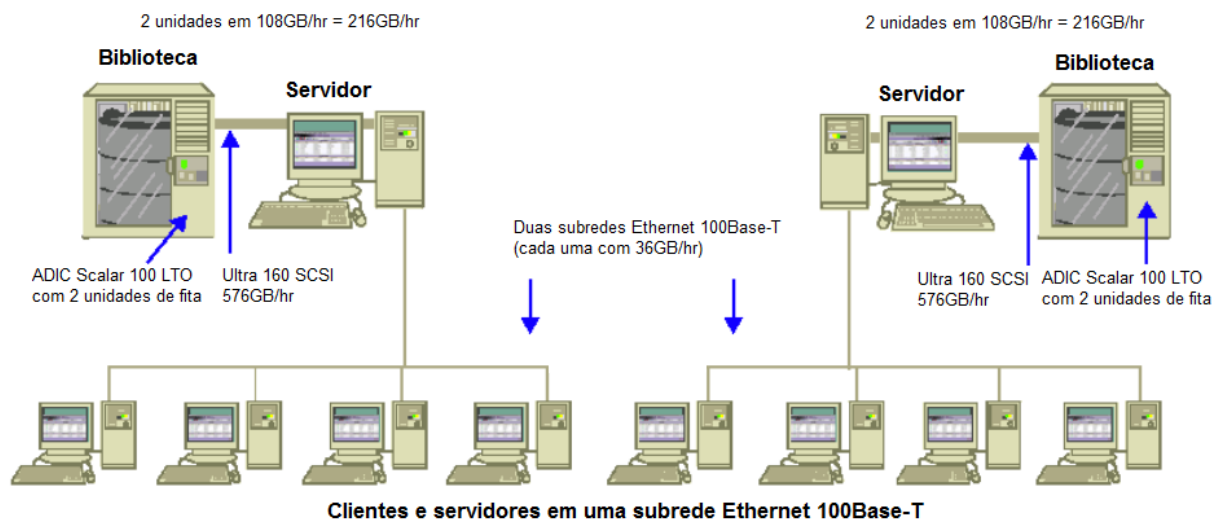 2 unidades em 108GB/hr = 216GB/hr
Biblioteca
Servidor
ADIC Scalar 100 LTO
com 2 unidades de fita
Ultra 160 SCSI
576GB/hr
Duas subredes Ethernet 100Base-T
(cada uma com 36GB/hr)
2 unidades em 108GB/hr = 216GB/hr
Biblioteca
Servidor
Ultra 160 SCSI
576GB/hr
ADIC Scalar 100 LTO
com 2 unidades de fita
Clientes e servidores em uma subrede Ethernet 100Base-T